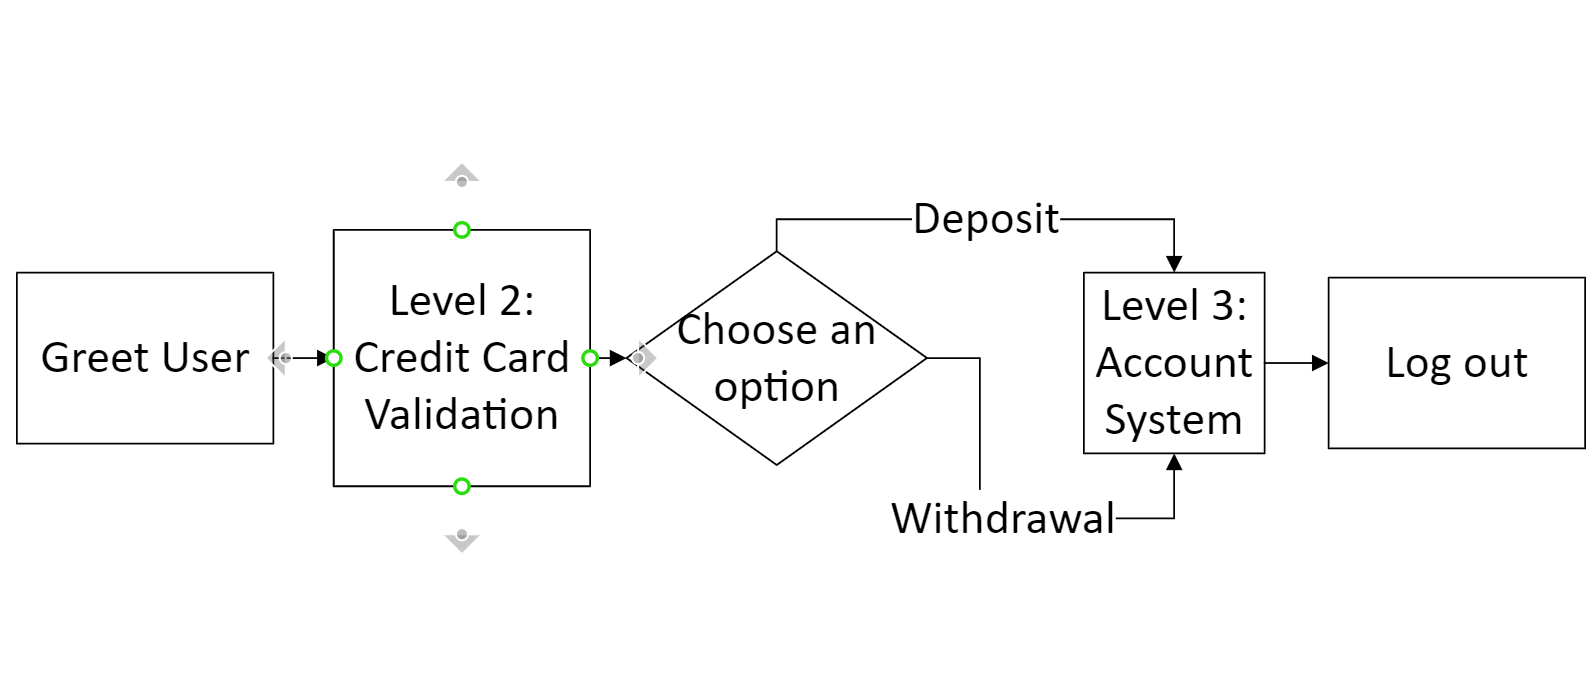 Greet User
Level 2:
Credit Card
Validation
Choose an
option
Deposit
Withdrawal
Level 3:
Account
System
Log out